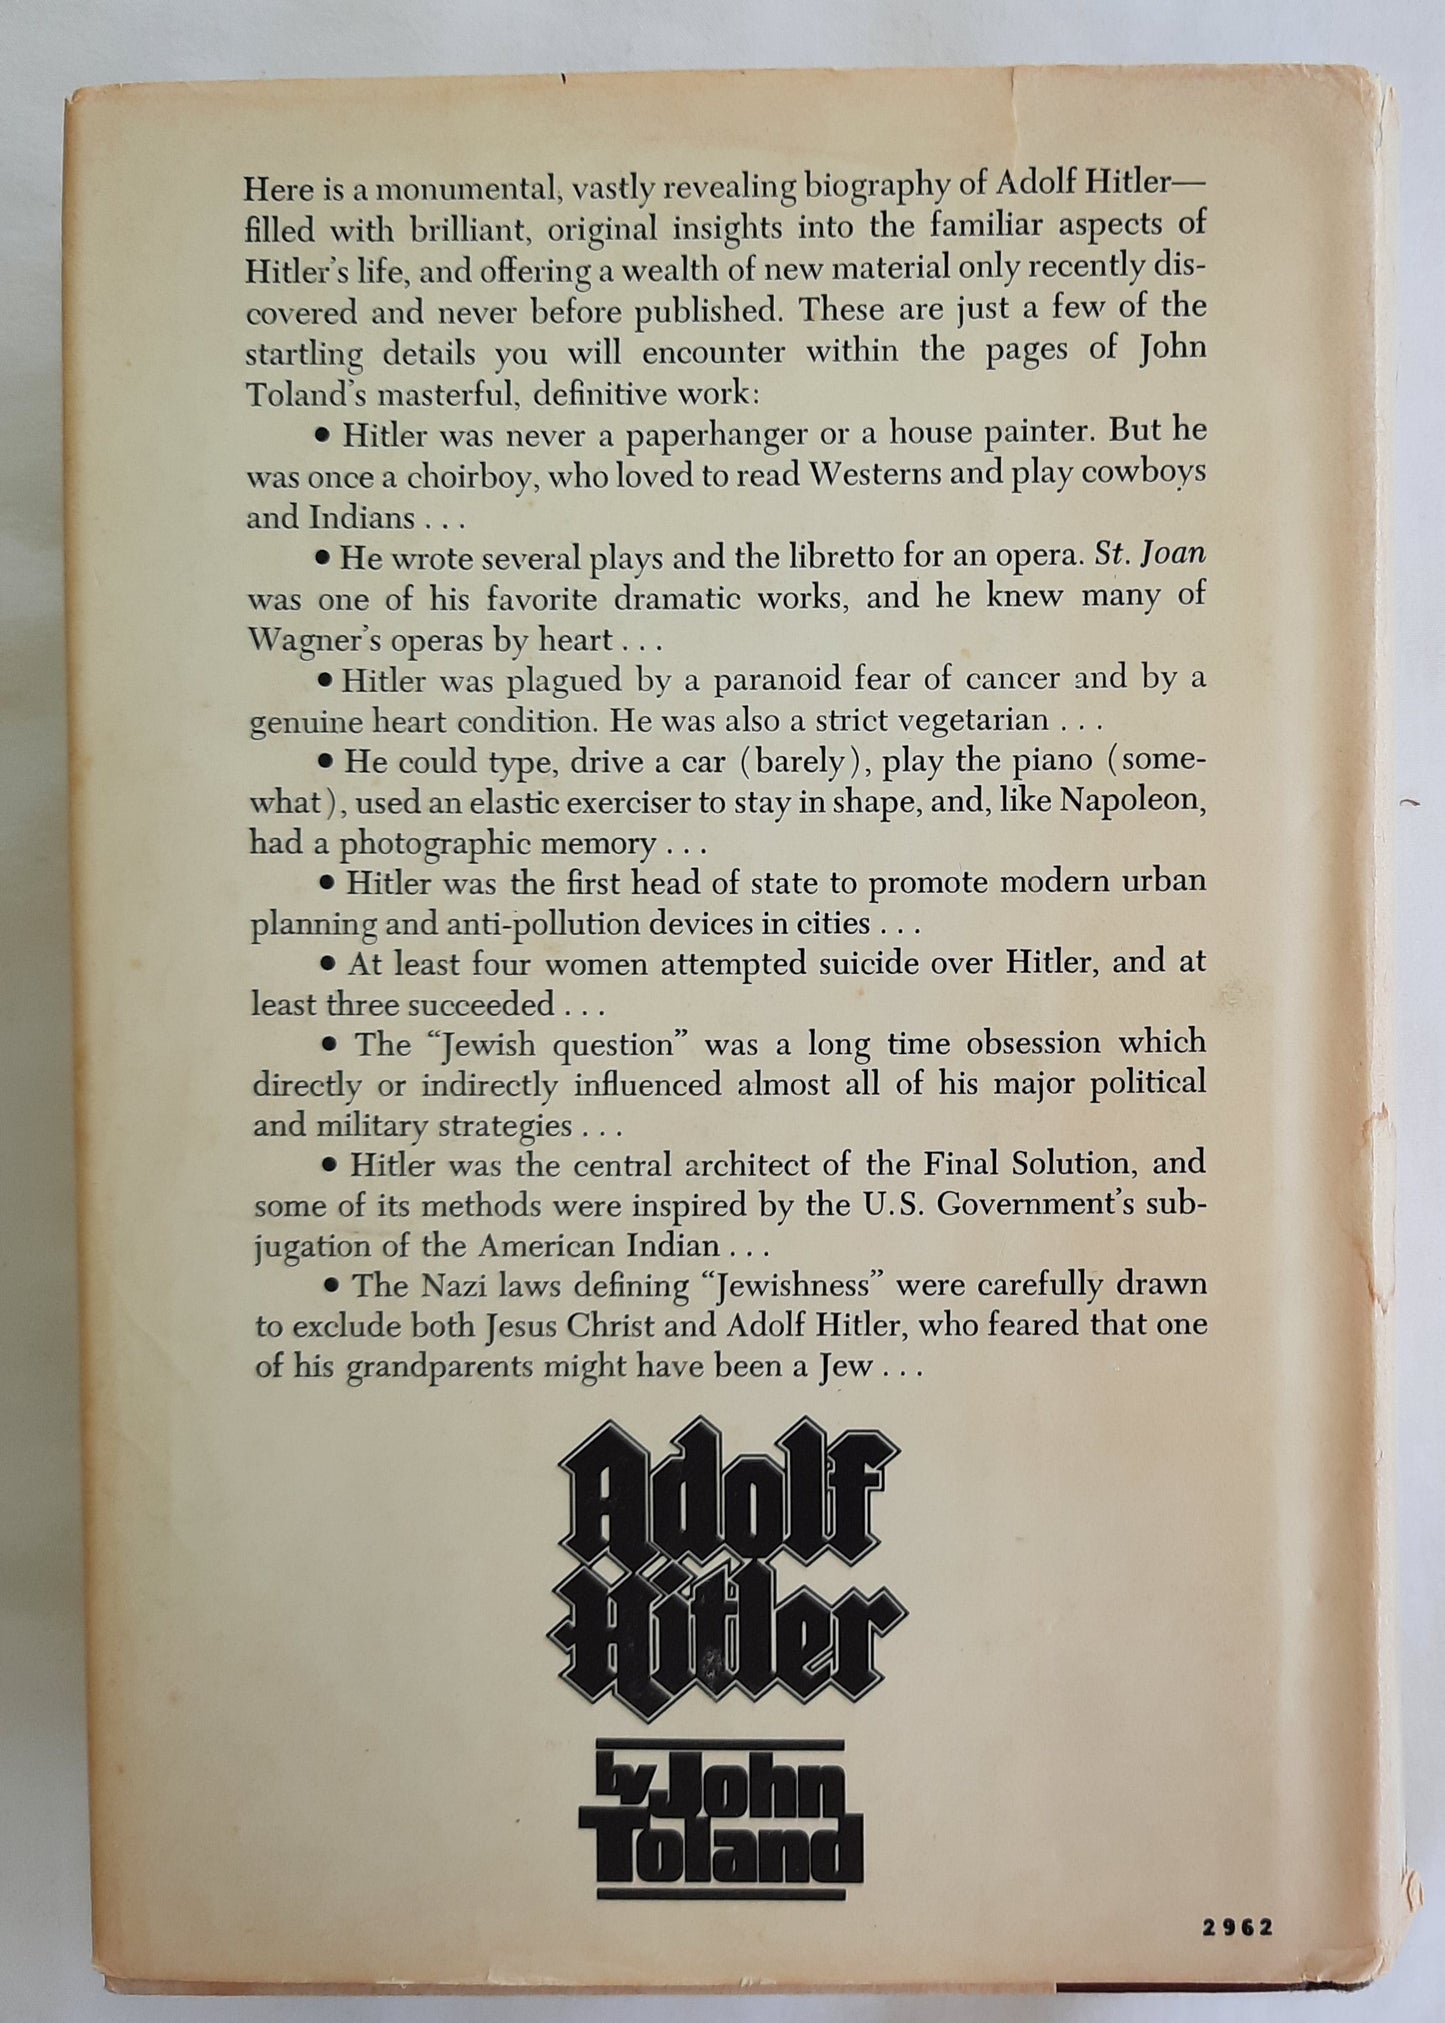 Here is a monumental, vastly revealing biography of Adolf Hitler—
filled with brilliant, original insights into the familiar aspects of
Hitler's life, and offering a wealth of new material only recently dis-
covered and never before published. These are just a few of the
startling details you will encounter within the pages of John
Toland's masterful, definitive work:
• Hitler was never a paperhanger or a house painter. But he
was once a choirboy, who loved to read Westerns and play cowboys
and Indians . . .
• He wrote several plays and the libretto for an opera. St. Joan
was one of his favorite dramatic works, and he knew many of
Wagner's operas by heart . . .
• Hitler was plagued by a paranoid fear of cancer and by a
genuine heart condition. He was also a strict vegetarian . . .
• He could type, drive a car (barely), play the piano (some-
what), used an elastic exerciser to stay in shape, and, like Napoleon,
had a photographic memory . . .
• Hitler was the first head of state to promote modern urban
planning and anti-pollution devices in cities . . .
• At least four women attempted suicide over Hitler, and at
least three succeeded . . .
• The “Jewish question” was a long time obsession which
directly or indirectly influenced almost all of his major political
and military strategies . . .
• Hitler was the central architect of the Final Solution, and
some of its methods were inspired by the U.S. Government's sub-
jugation of the American Indian . . .
• The Nazi laws defining “Jewishness” were carefully drawn
to exclude both Jesus Christ and Adolf Hitler, who feared that one
of his grandparents might have been a Jew . . .
Adolf
Hitler
by John
Toland
2962